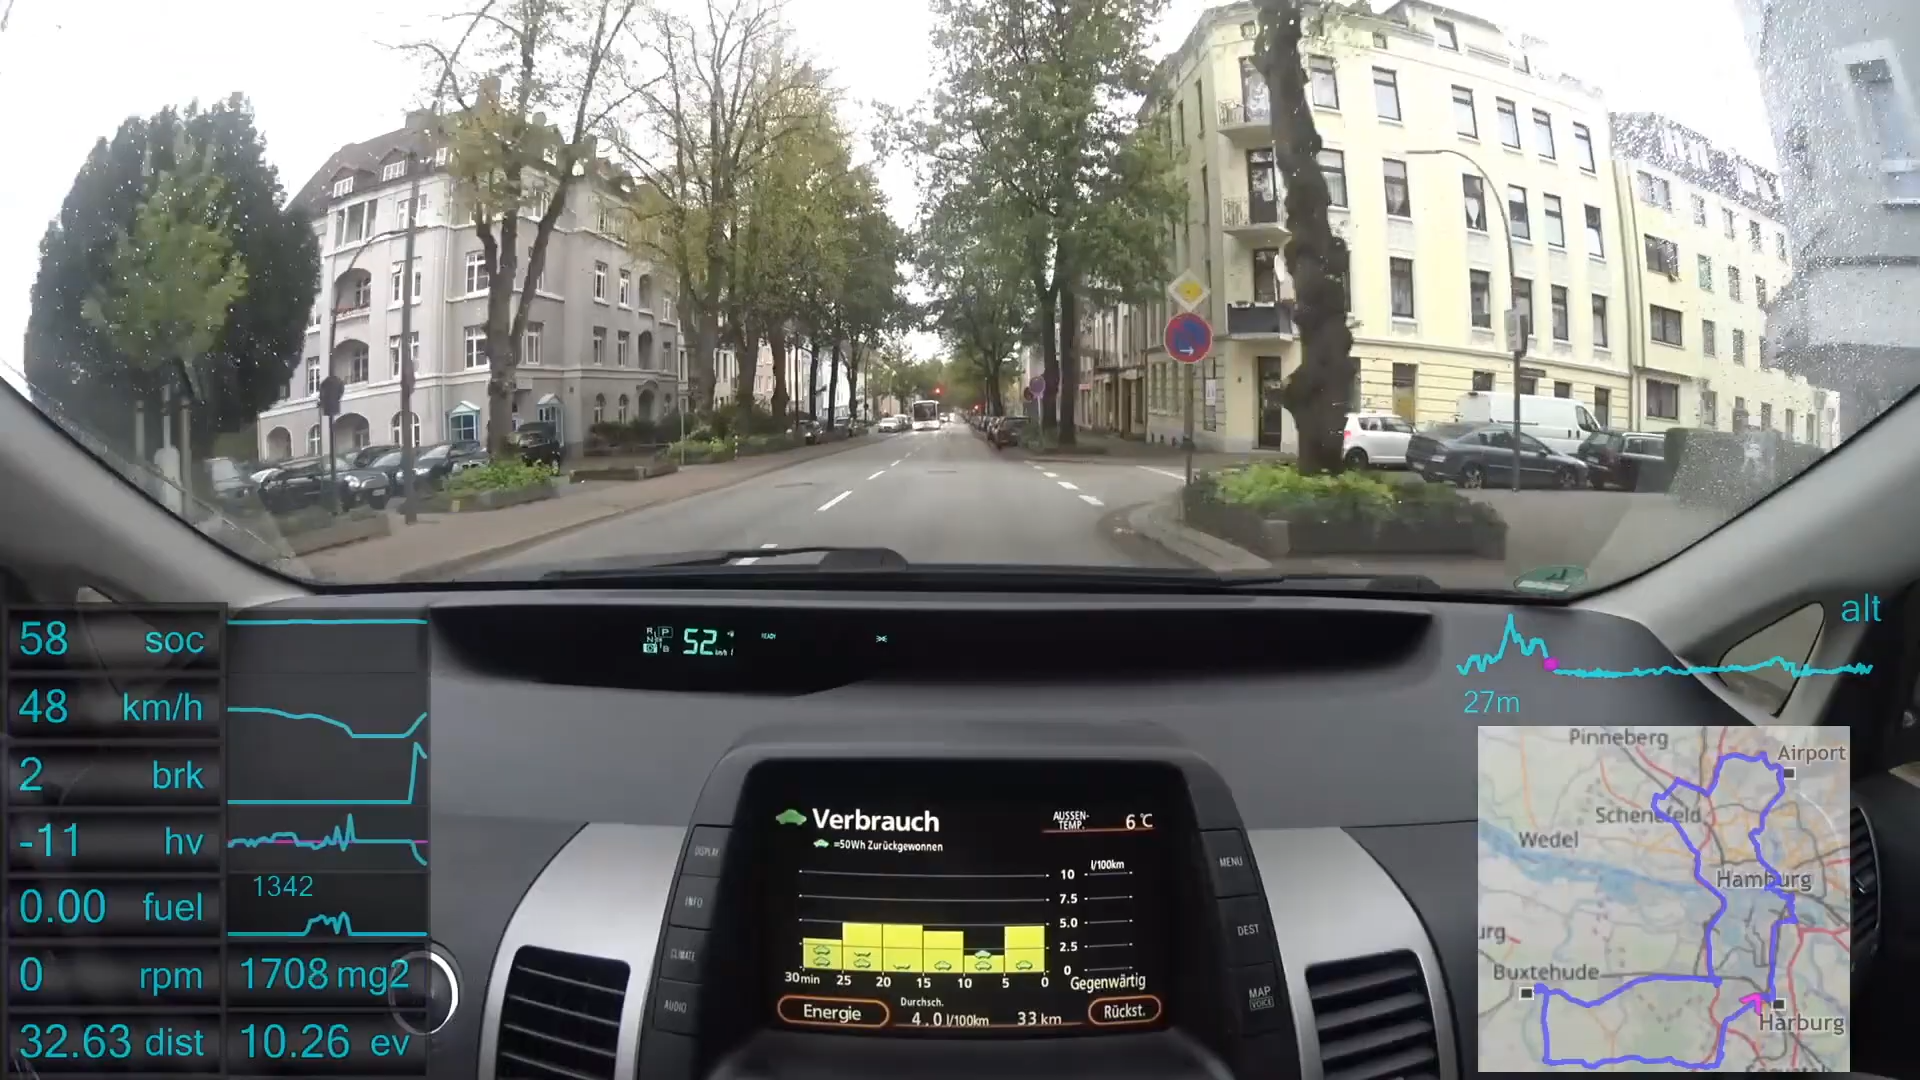 58 soc
48 km/h
2 brk
-11 hv
1342
0.00 fuel
0 rpm
1708 mg2
32.63 dist
10.26 ev
R P
N
D B
52 km/h
READY
alt
27m
DISPLAY
INFO
CLIMATE
AUDIO
Verbrauch
AUSSEN-
TEMP. 6°C
=50Wh Zurückgewonnen
l/100km
10
7.5
5.0
2.5
0
30min 25 20 15 10 5 0
Gegenwärtig
Energie
Durchsch.
4.0 l/100km 33 km
Rückst.
MENU
DEST
MAP
VOICE
Pinneberg
Airport
Schenefeld
Wedel
Hamburg
urg
Buxtehude
Harburg